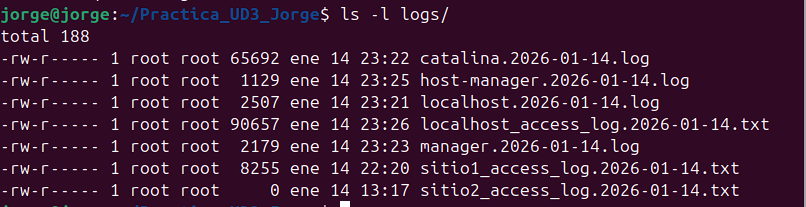 jorge@jorge:~/Practica_UD3_Jorge$ ls -l logs/
total 188
-rw-r----- 1 root root 65692 ene 14 23:22 catalina.2026-01-14.log
-rw-r----- 1 root root  1129 ene 14 23:25 host-manager.2026-01-14.log
-rw-r----- 1 root root  2507 ene 14 23:21 localhost.2026-01-14.log
-rw-r----- 1 root root 90657 ene 14 23:26 localhost_access_log.2026-01-14.txt
-rw-r----- 1 root root  2179 ene 14 23:23 manager.2026-01-14.log
-rw-r----- 1 root root  8255 ene 14 22:20 sitio1_access_log.2026-01-14.txt
-rw-r----- 1 root root     0 ene 14 13:17 sitio2_access_log.2026-01-14.txt